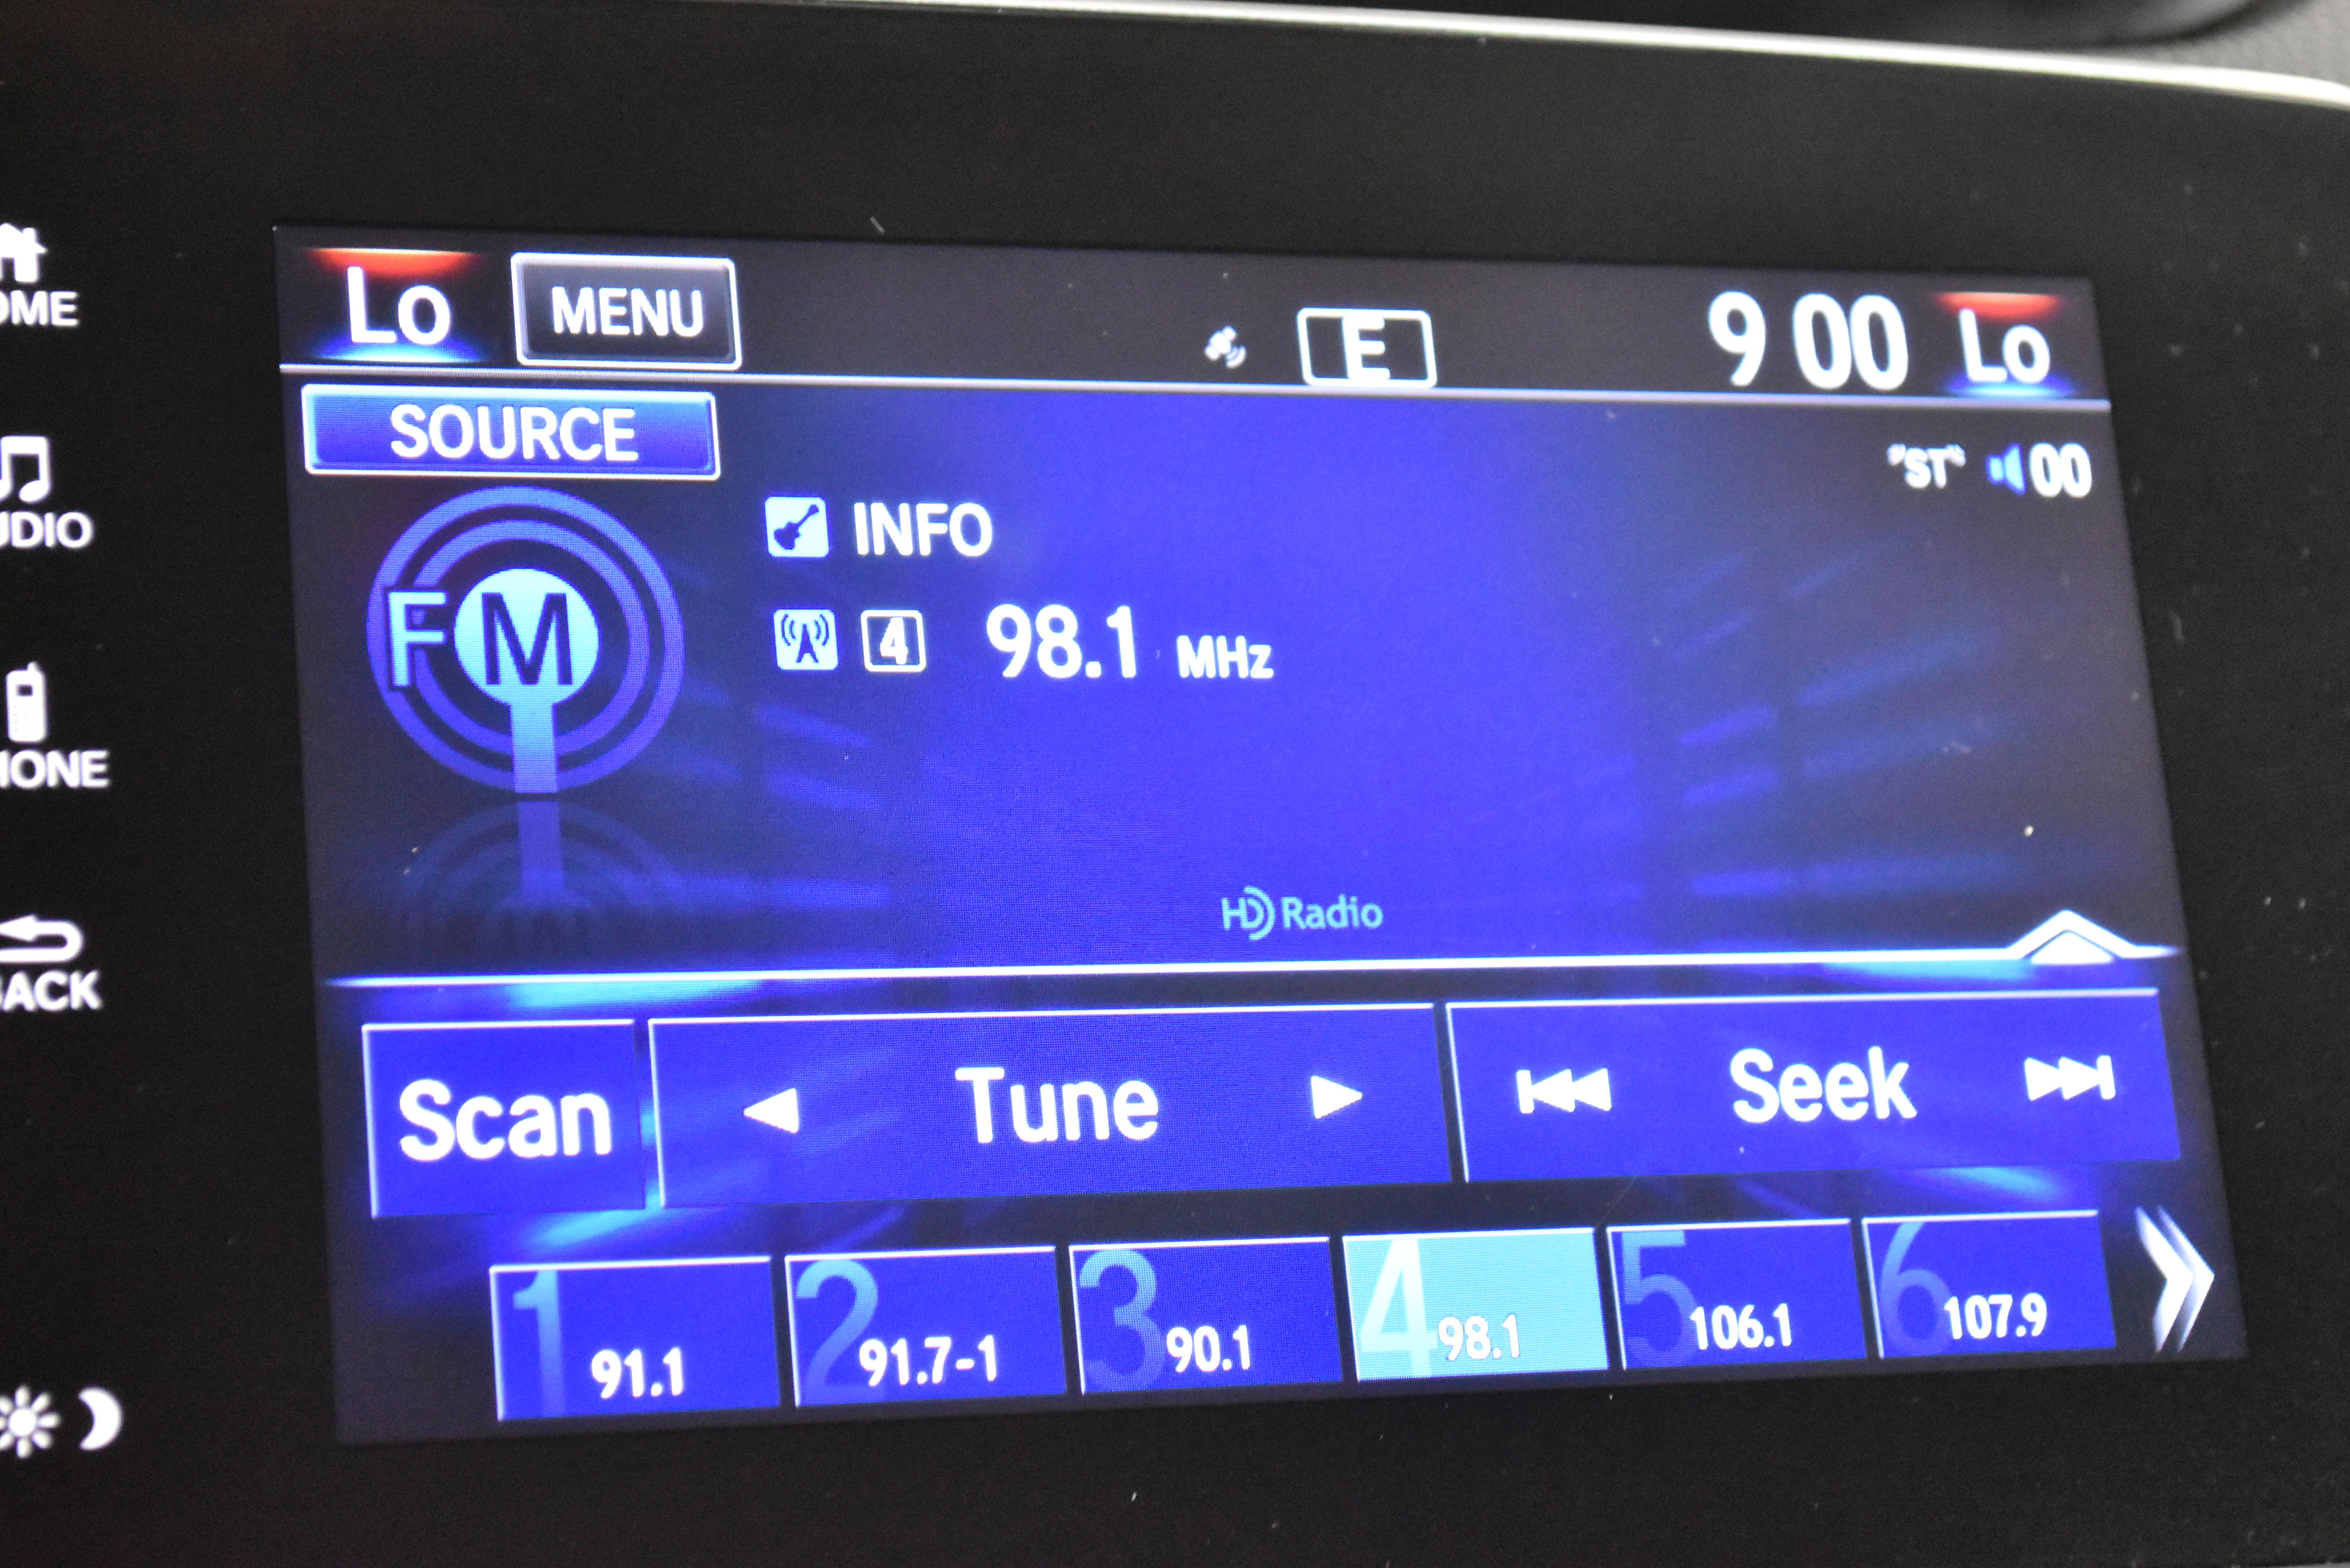 Lo MENU E 9 00 Lo
SOURCE
"ST" 00
INFO
FM
4 98.1 MHz
HD Radio
Scan Tune Seek
1 91.1 2 91.7-1 3 90.1 4 98.1 5 106.1 6 107.9
OME
UDIO
HONE
BACK